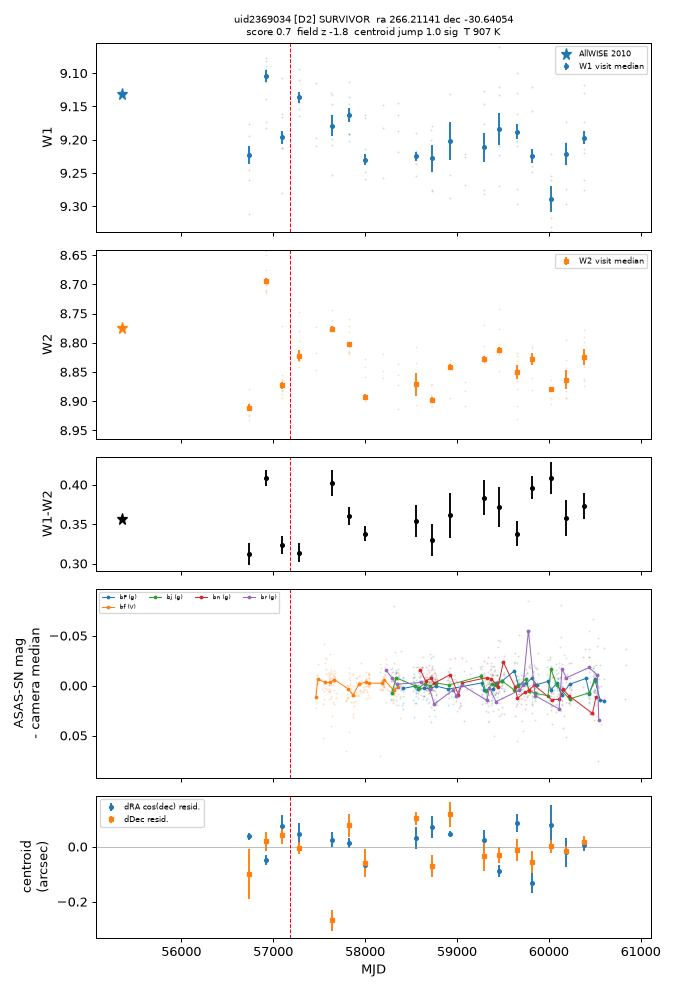 uid2369034 [D2] SURVIVOR ra 266.21141 dec -30.64054
score 0.7 field z -1.8 centroid jump 1.0 sig T 907 K
AllWISE 2010
W1 visit median
9.10
9.15
9.20
9.25
9.30
W1
W2 visit median
8.65
8.70
8.75
8.80
8.85
8.90
8.95
W2
0.40
0.35
0.30
W1-W2
bF (g)
bj (g)
bn (g)
br (g)
bf (V)
−0.05
0.00
0.05
ASAS-SN mag
- camera median
dRA cos(dec) resid.
dDec resid.
0.0
−0.2
centroid
(arcsec)
56000
57000
58000
59000
60000
61000
MJD